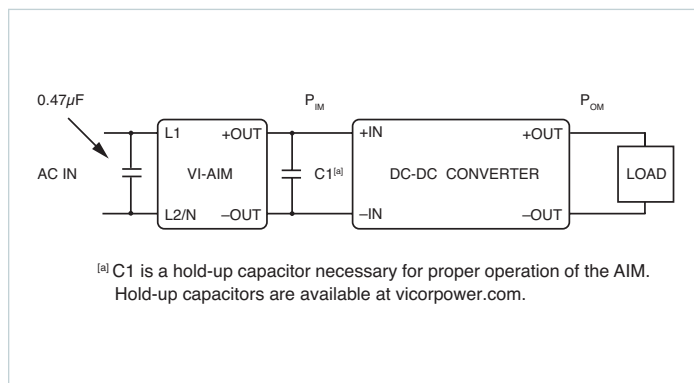 0.47µF
P_IM
P_OM
L1
+OUT
+IN
+OUT
AC IN
VI-AIM
C1[a]
DC-DC CONVERTER
LOAD
L2/N
–OUT
–IN
–OUT
[a] C1 is a hold-up capacitor necessary for proper operation of the AIM.
Hold-up capacitors are available at vicorpower.com.